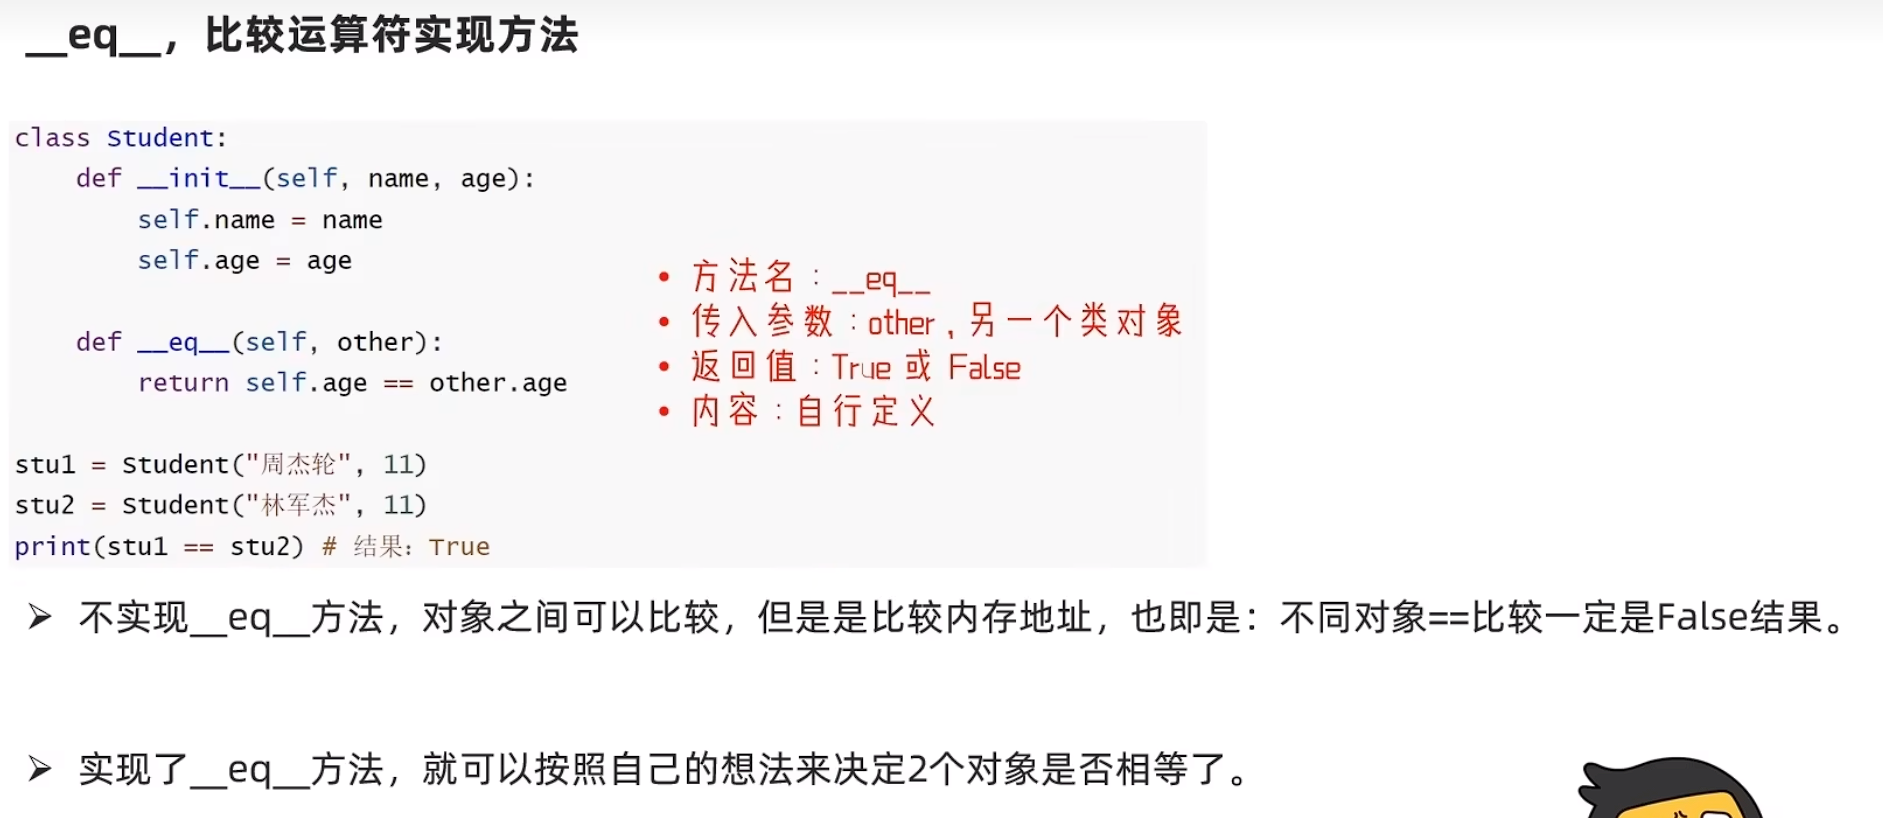 __eq__，比较运算符实现方法
class Student:
    def __init__(self, name, age):
        self.name = name
        self.age = age
    def __eq__(self, other):
        return self.age == other.age
• 方法名：__eq__
• 传入参数：other，另一个类对象
• 返回值：True 或 False
• 内容：自行定义
stu1 = Student("周杰轮", 11)
stu2 = Student("林军杰", 11)
print(stu1 == stu2) # 结果：True
➢ 不实现__eq__方法，对象之间可以比较，但是是比较内存地址，也即是：不同对象==比较一定是False结果。
➢ 实现了__eq__方法，就可以按照自己的想法来决定2个对象是否相等了。